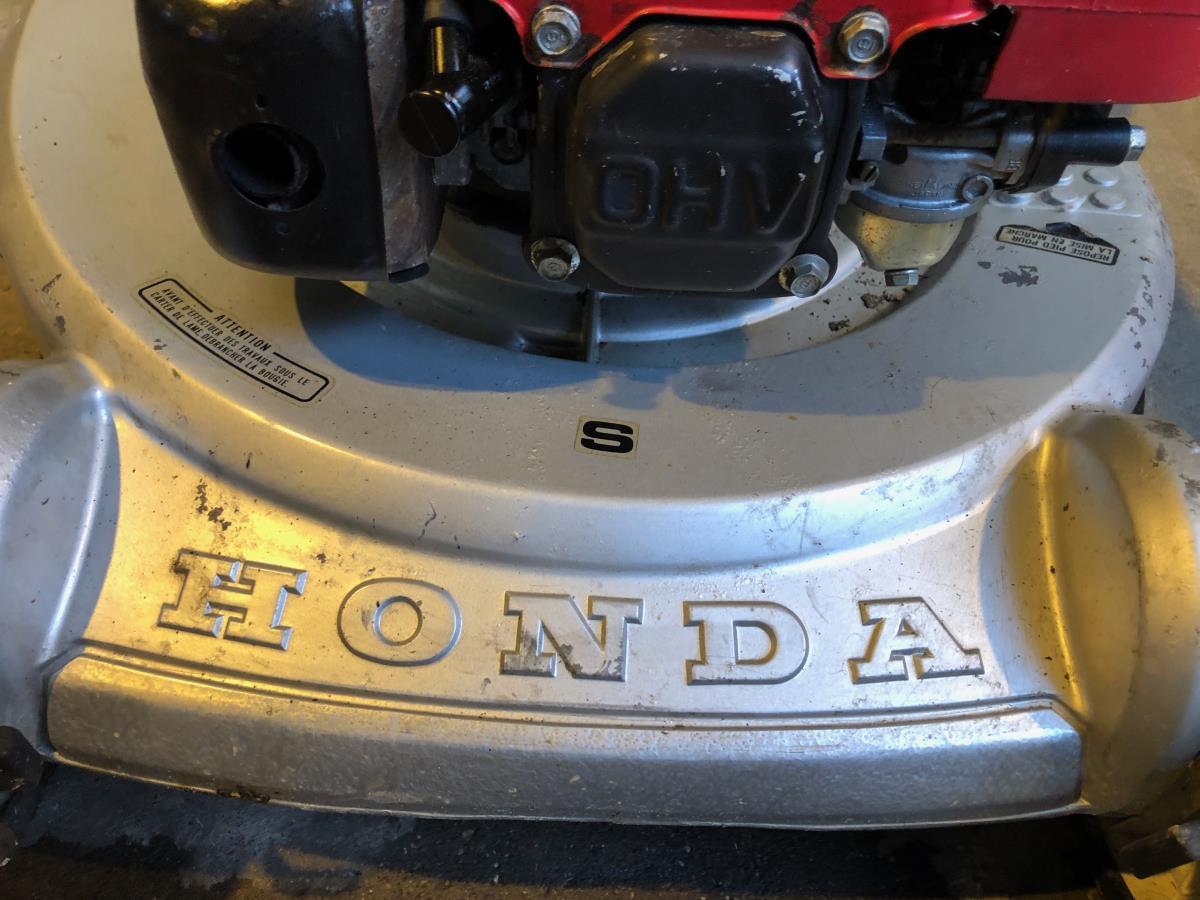 OHV
REPOSE PIED POUR
LA MISE EN MARCHE
ATTENTION
AVANT D'EFFECTUER DES TRAVAUX SOUS LE
CARTER DE LAME, DEBRANCHER LA BOUGIE.
S
HONDA